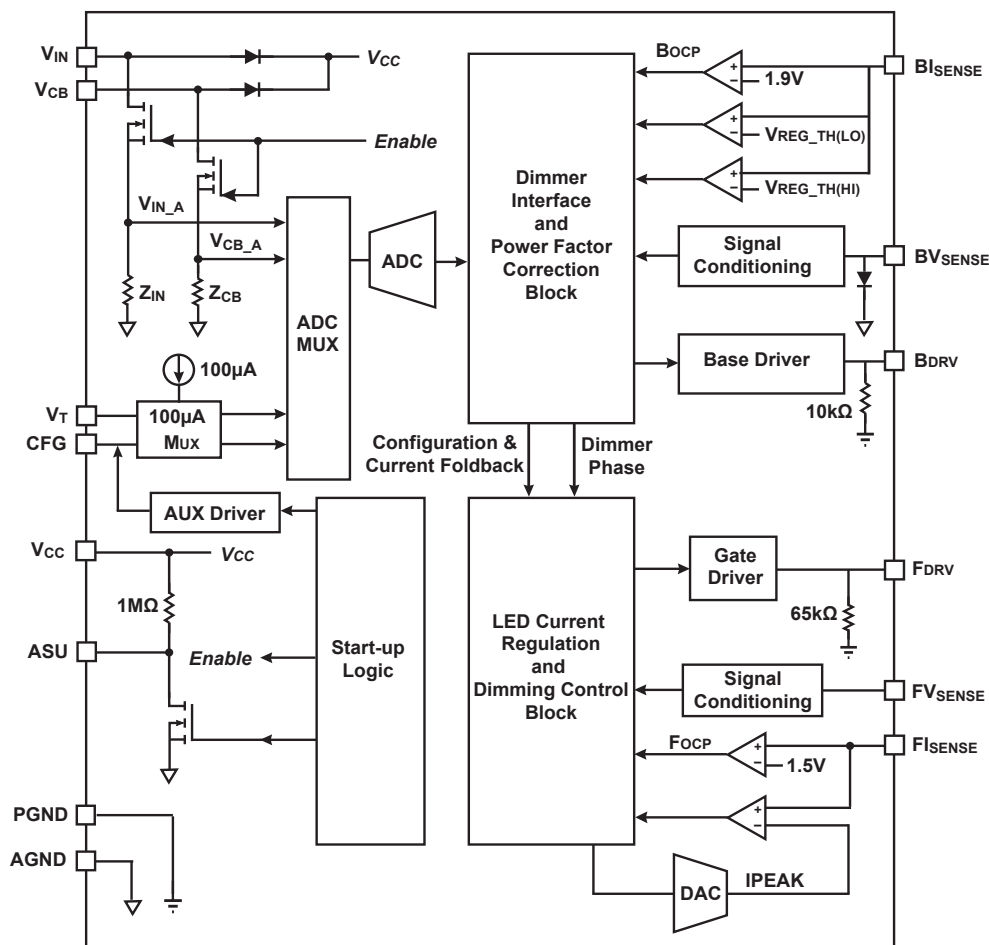 VIN
VCC
VCB
Enable
VIN_A
VCB_A
ZIN
ZCB
ADC
MUX
ADC
100µA
VT
CFG
100µA
MUX
AUX Driver
VCC
VCC
1MΩ
ASU
Enable
Start-up
Logic
PGND
AGND
Dimmer
Interface
and
Power Factor
Correction
Block
BOCP
+
−
1.9V
BISENSE
+
−
VREG_TH(LO)
+
−
VREG_TH(HI)
Signal
Conditioning
BVSENSE
Base Driver
BDRV
10kΩ
Configuration &
Current Foldback
Dimmer
Phase
LED Current
Regulation
and
Dimming Control
Block
Gate
Driver
FDRV
65kΩ
Signal
Conditioning
FVSENSE
FOCP
+
−
1.5V
FISENSE
+
−
DAC
IPEAK